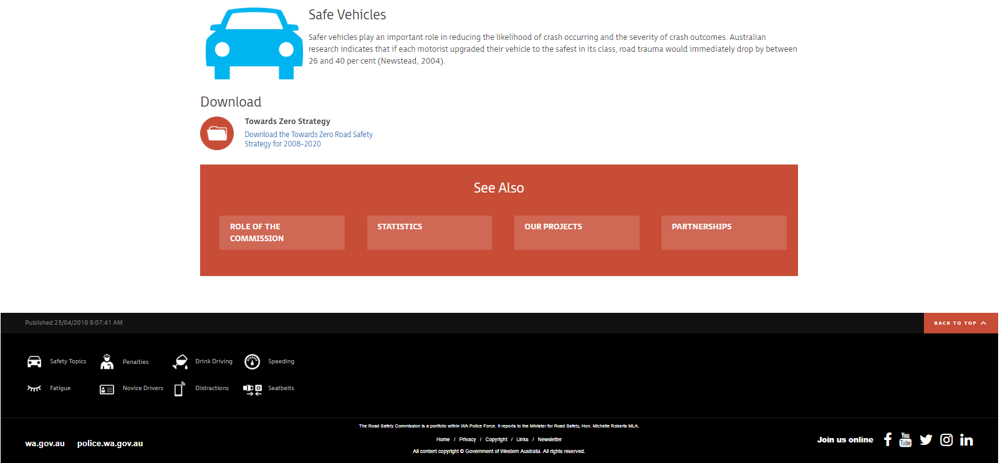 Safe Vehicles
Safer vehicles play an important role in reducing the likelihood of crash occurring and the severity of crash outcomes. Australian
research indicates that if each motorist upgraded their vehicle to the safest in its class, road trauma would immediately drop by between
26 and 40 per cent (Newstead, 2004).
Download
Towards Zero Strategy
Download the Towards Zero Road Safety
Strategy for 2008-2020
See Also
ROLE OF THE
COMMISSION
STATISTICS
OUR PROJECTS
PARTNERSHIPS
Published 23/04/2018 9:07:41 AM
BACK TO TOP
Safety Topics
Penalties
Drink Driving
Speeding
Fatigue
Novice Drivers
Distractions
Seatbelts
The Road Safety Commission is a portfolio within WA Police Force. It reports to the Minister for Road Safety, Hon. Michelle Roberts MLA.
Home / Privacy / Copyright / Links / Newsletter
All content copyright © Government of Western Australia. All rights reserved.
wa.gov.au police.wa.gov.au
Join us online
You
Tube